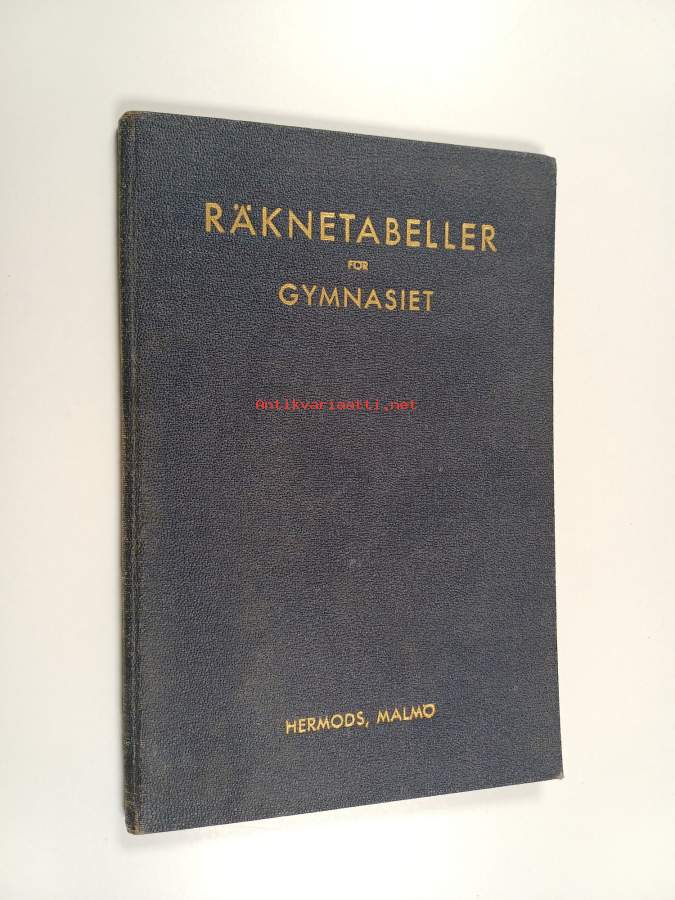 RÄKNETABELLER
FÖR
GYMNASIET
Antikvariaatti.net
HERMODS, MALMÖ